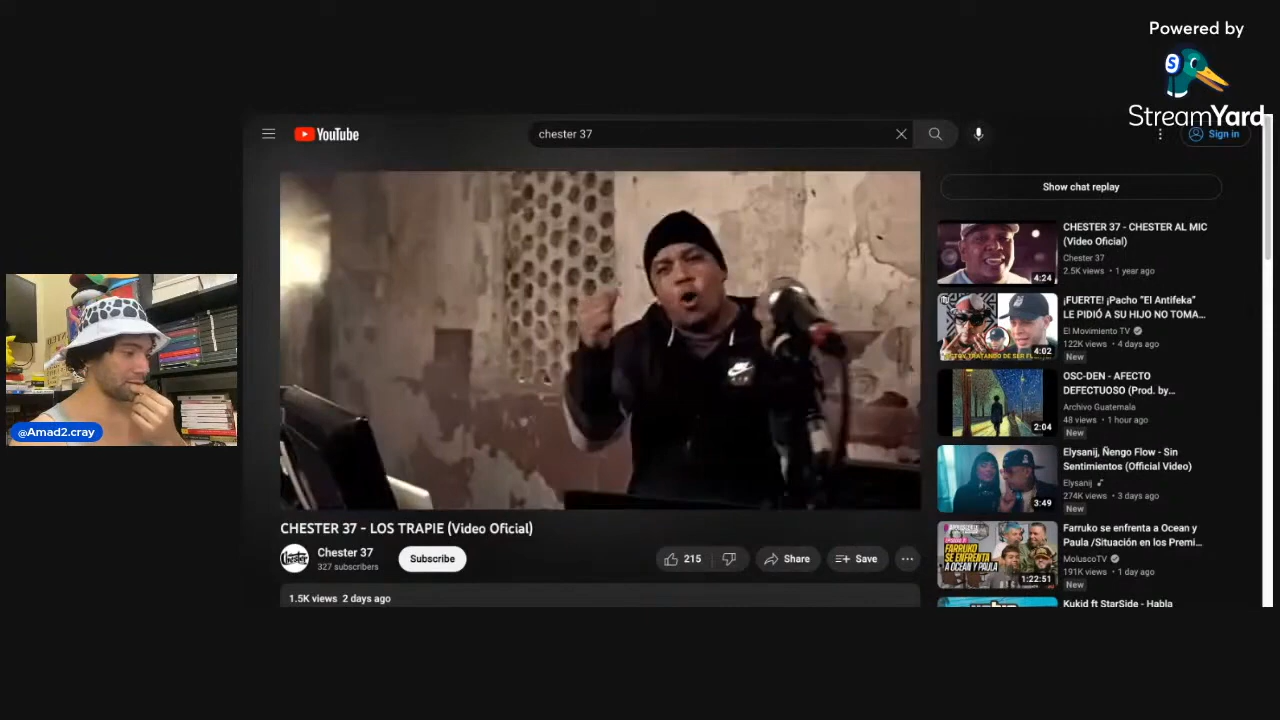 Powered by
StreamYard
YouTube
chester 37
Sign in
Show chat replay
CHESTER 37 - CHESTER AL MIC
(Video Oficial)
Chester 37
2.5K views • 1 year ago
4:24
¡FUERTE! ¡Pacho "El Antifeka"
LE PIDIÓ A SU HIJO NO TOMA...
El Movimiento TV
122K views • 4 days ago
New
4:02
OSC-DEN - AFECTO
DEFECTUOSO (Prod. by...
Archivo Guatemala
48 views • 1 hour ago
New
2:04
Elysanij, Ñengo Flow - Sin
Sentimientos (Official Video)
Elysanij
274K views • 3 days ago
New
3:49
Farruko se enfrenta a Ocean y
Paula /Situación en los Premi...
MoluscoTV
191K views • 1 day ago
New
FARRUKO
SE ENFRENTA
A OCEAN Y PAULA
1:22:51
Kukid ft StarSide - Habla
@Amad2.cray
CHESTER 37 - LOS TRAPIE (Video Oficial)
Chester
Chester 37
327 subscribers
Subscribe
215
Share
Save
1.5K views 2 days ago